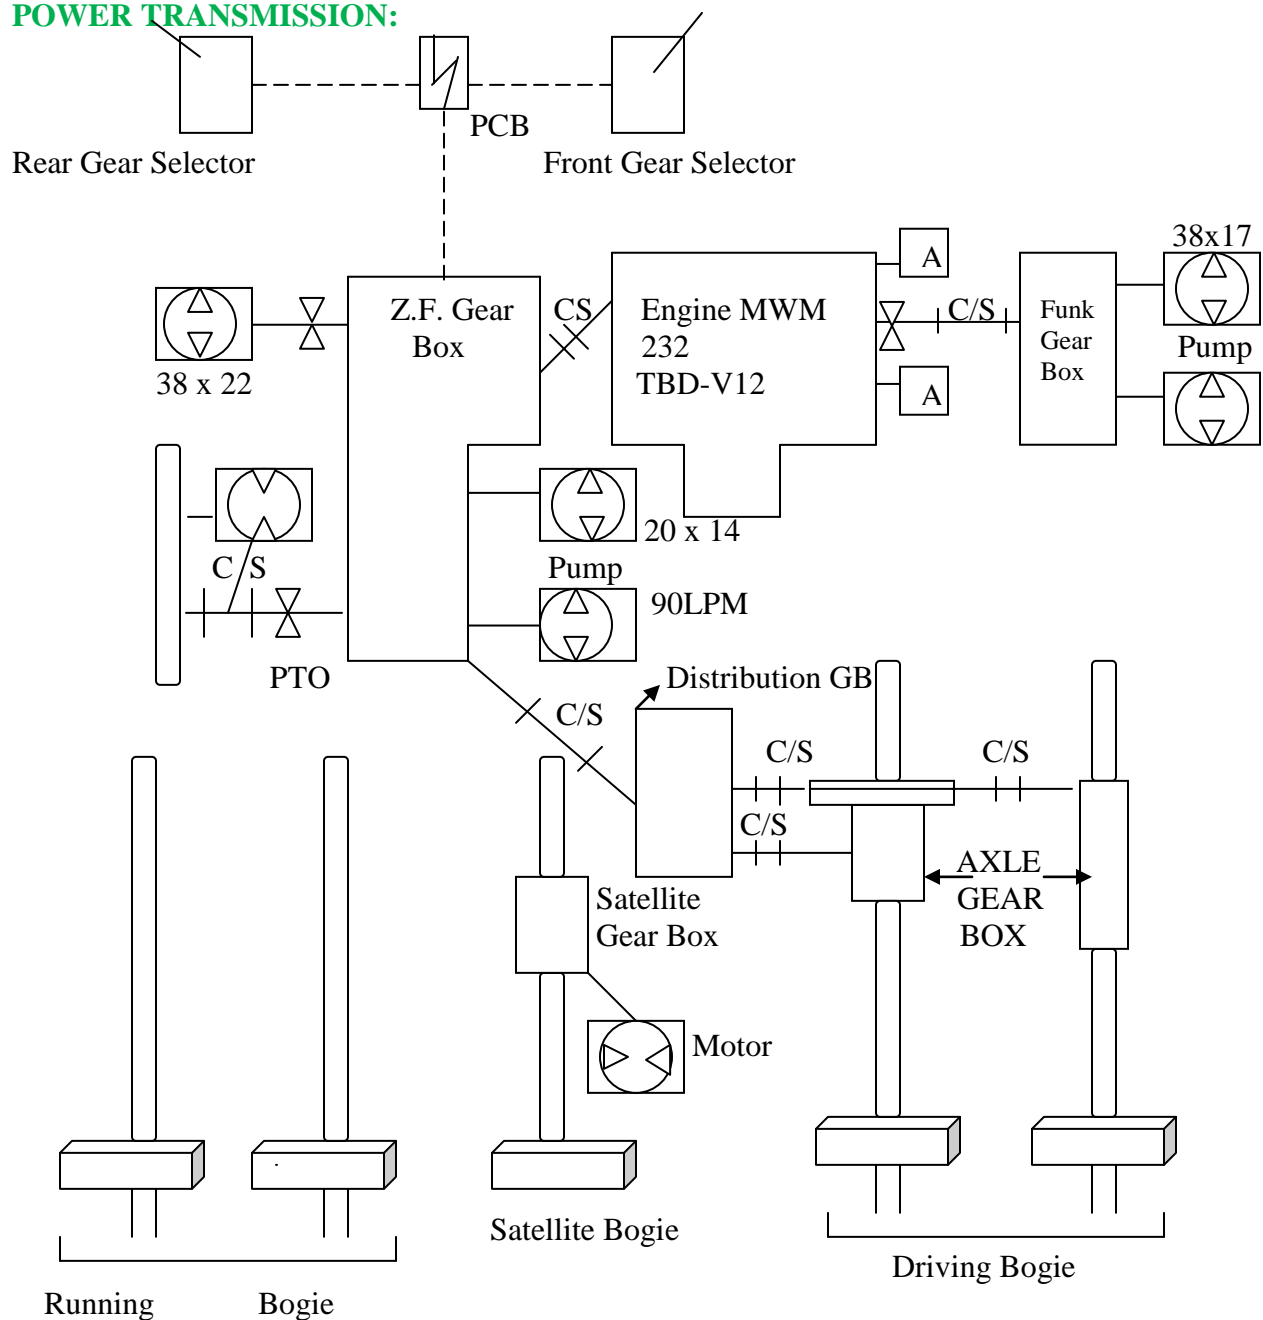 POWER TRANSMISSION:
PCB
Rear Gear Selector
Front Gear Selector
38x17
A
Z.F. Gear
Box
CS
Engine MWM
232
TBD-V12
C/S
Funk
Gear
Box
Pump
38 x 22
A
20 x 14
C/S
Pump
90LPM
PTO
Distribution GB
C/S
C/S
C/S
C/S
AXLE
GEAR
BOX
Satellite
Gear Box
Motor
Satellite Bogie
Driving Bogie
Running Bogie